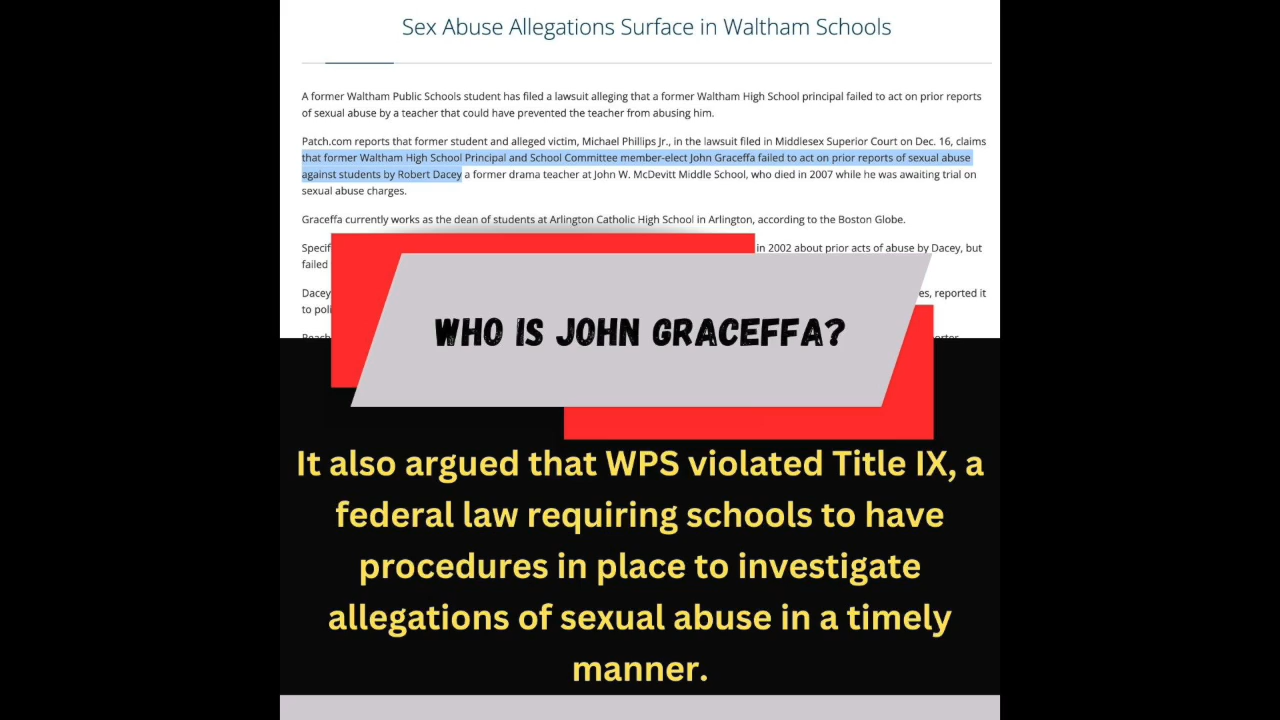 Sex Abuse Allegations Surface in Waltham Schools
A former Waltham Public Schools student has filed a lawsuit alleging that a former Waltham High School principal failed to act on prior reports
of sexual abuse by a teacher that could have prevented the teacher from abusing him.
Patch.com reports that former student and alleged victim, Michael Phillips Jr., in the lawsuit filed in Middlesex Superior Court on Dec. 16, claims
that former Waltham High School Principal and School Committee member-elect John Graceffa failed to act on prior reports of sexual abuse
against students by Robert Dacey a former drama teacher at John W. McDevitt Middle School, who died in 2007 while he was awaiting trial on
sexual abuse charges.
Graceffa currently works as the dean of students at Arlington Catholic High School in Arlington, according to the Boston Globe.
in 2002 about prior acts of abuse by Dacey, but
failed
Dacey reported it
to
WHO IS JOHN GRACEFFA?
It also argued that WPS violated Title IX, a
federal law requiring schools to have
procedures in place to investigate
allegations of sexual abuse in a timely
manner.